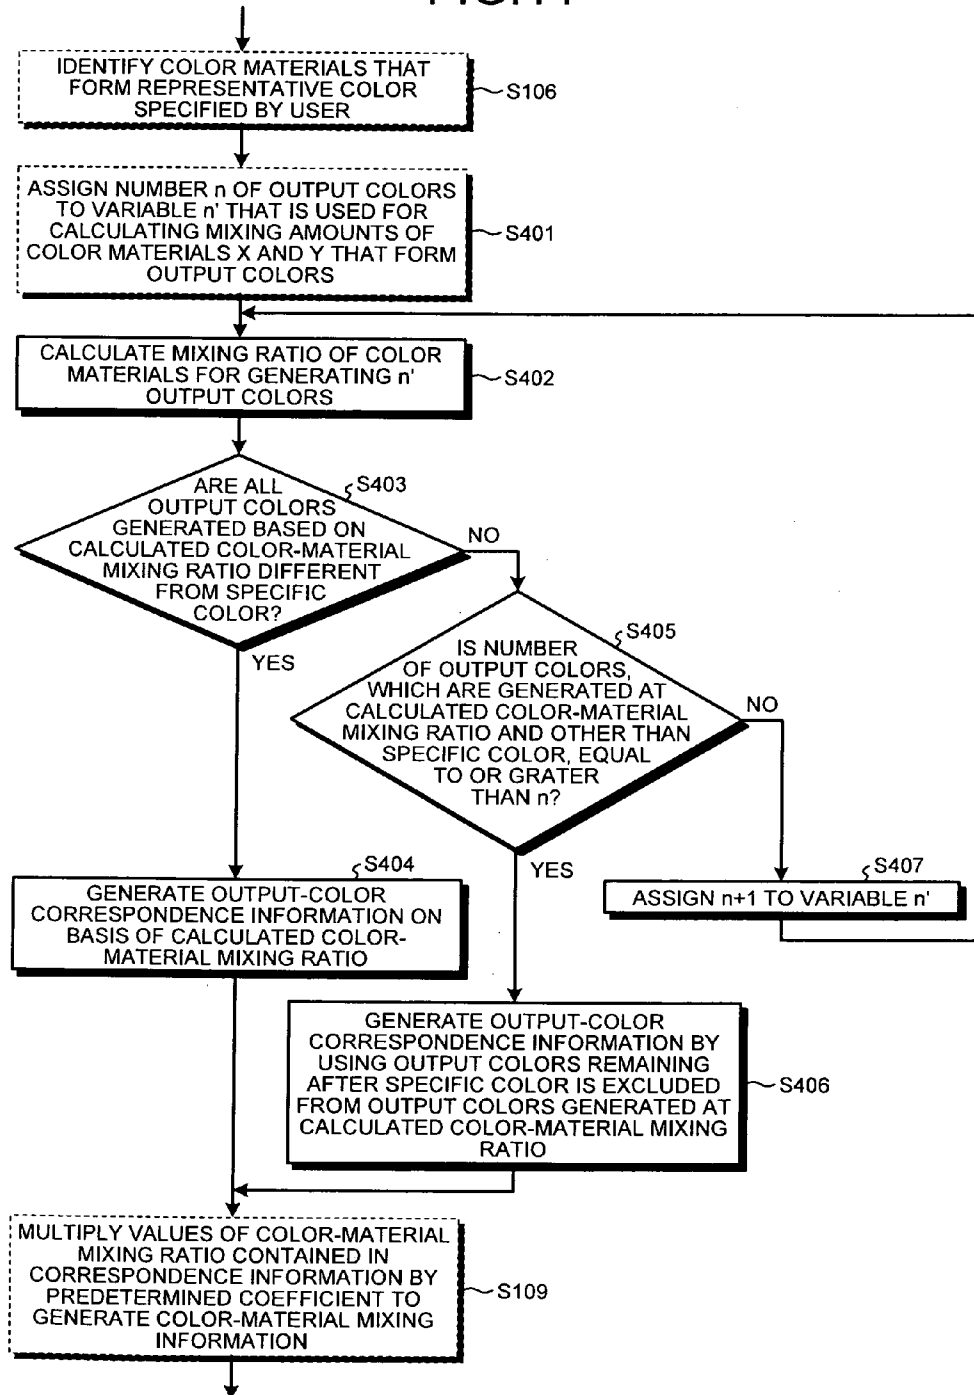 IDENTIFY COLOR MATERIALS THAT
FORM REPRESENTATIVE COLOR
SPECIFIED BY USER
S106
ASSIGN NUMBER n OF OUTPUT COLORS
TO VARIABLE n' THAT IS USED FOR
CALCULATING MIXING AMOUNTS OF
COLOR MATERIALS X AND Y THAT FORM
OUTPUT COLORS
S401
CALCULATE MIXING RATIO OF COLOR
MATERIALS FOR GENERATING n'
OUTPUT COLORS
S402
ARE ALL
OUTPUT COLORS
GENERATED BASED ON
CALCULATED COLOR-MATERIAL
MIXING RATIO DIFFERENT
FROM SPECIFIC
COLOR?
S403
NO
YES
IS NUMBER
OF OUTPUT COLORS,
WHICH ARE GENERATED AT
CALCULATED COLOR-MATERIAL
MIXING RATIO AND OTHER THAN
SPECIFIC COLOR, EQUAL
TO OR GRATER
THAN n?
S405
NO
YES
S404
GENERATE OUTPUT-COLOR
CORRESPONDENCE INFORMATION ON
BASIS OF CALCULATED COLOR-
MATERIAL MIXING RATIO
S407
ASSIGN n+1 TO VARIABLE n'
GENERATE OUTPUT-COLOR
CORRESPONDENCE INFORMATION BY
USING OUTPUT COLORS REMAINING
AFTER SPECIFIC COLOR IS EXCLUDED
FROM OUTPUT COLORS GENERATED AT
CALCULATED COLOR-MATERIAL MIXING
RATIO
S406
MULTIPLY VALUES OF COLOR-MATERIAL
MIXING RATIO CONTAINED IN
CORRESPONDENCE INFORMATION BY
PREDETERMINED COEFFICIENT TO
GENERATE COLOR-MATERIAL MIXING
INFORMATION
S109